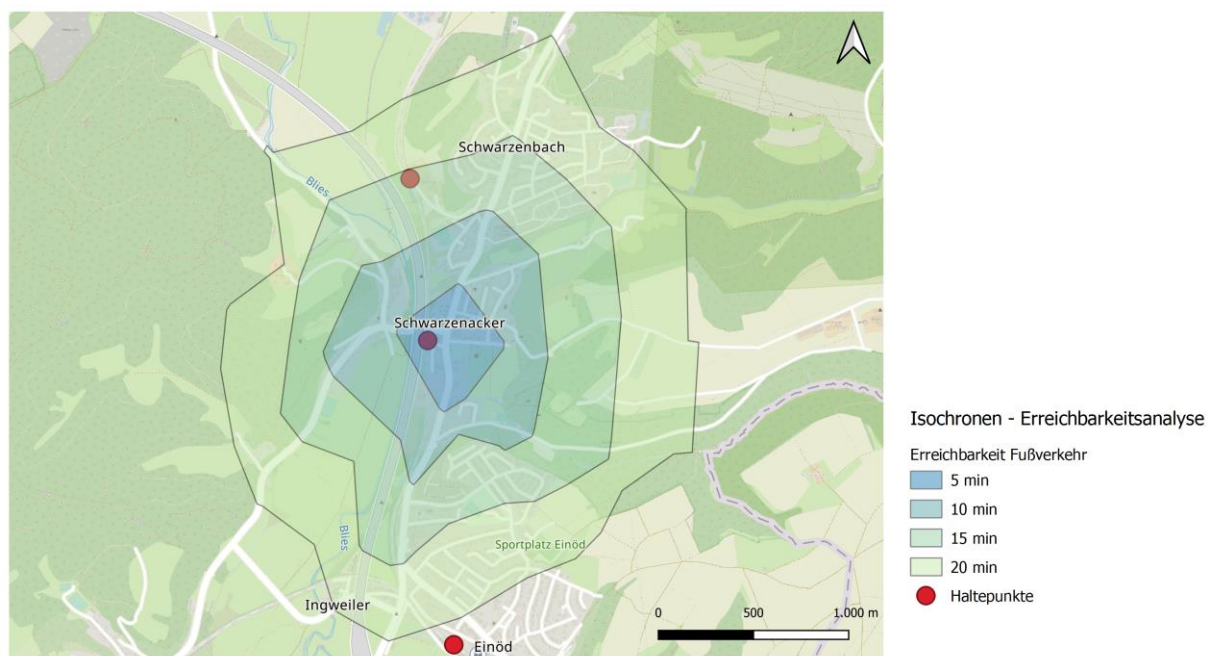 Schwarzenbach
Blies
Schwarzenacker
Isochronen - Erreichbarkeitsanalyse
Erreichbarkeit Fußverkehr
5 min
10 min
15 min
20 min
Haltepunkte
Blies
Sportplatz Einöd
Ingweiler
Einöd
0 500 1.000 m